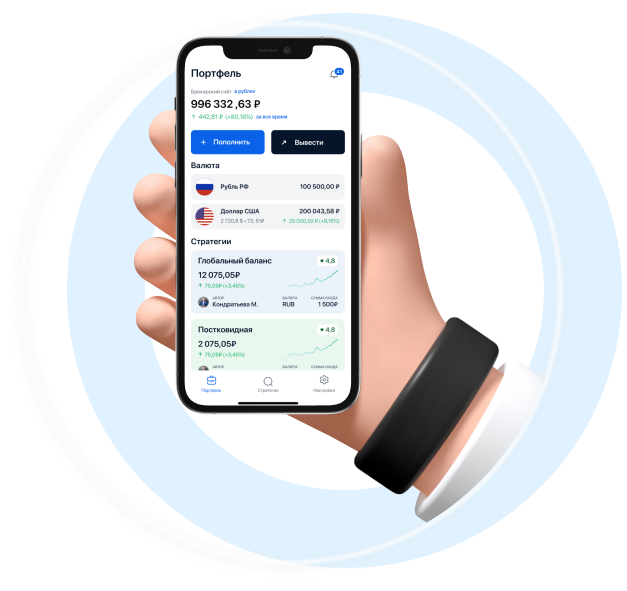 Портфель
41
Брокерский счёт в рублях
996 332 ,63 ₽
↑ 442,81 ₽ (+80,16%) за все время
+ Пополнить
↗ Вывести
Валюта
Рубль РФ 100 500,00 ₽
Доллар США 200 043,58 ₽
2 720,8 $ • 73, 51₽ ↑ 20 000,92 ₽ (+9,16%)
Стратегии
Глобальный баланс 4,8
12 075,05₽
↑ 75,05₽ (+3,45%)
АВТОР ВАЛЮТА СУММА ВХОДА
Кондратьева М. RUB 1 500₽
Постковидная 4,8
2 075,05₽
↑ 75,05₽ (+3,45%)
АВТОР ВАЛЮТА СУММА ВХОДА
Портфель Стратегии Настройки